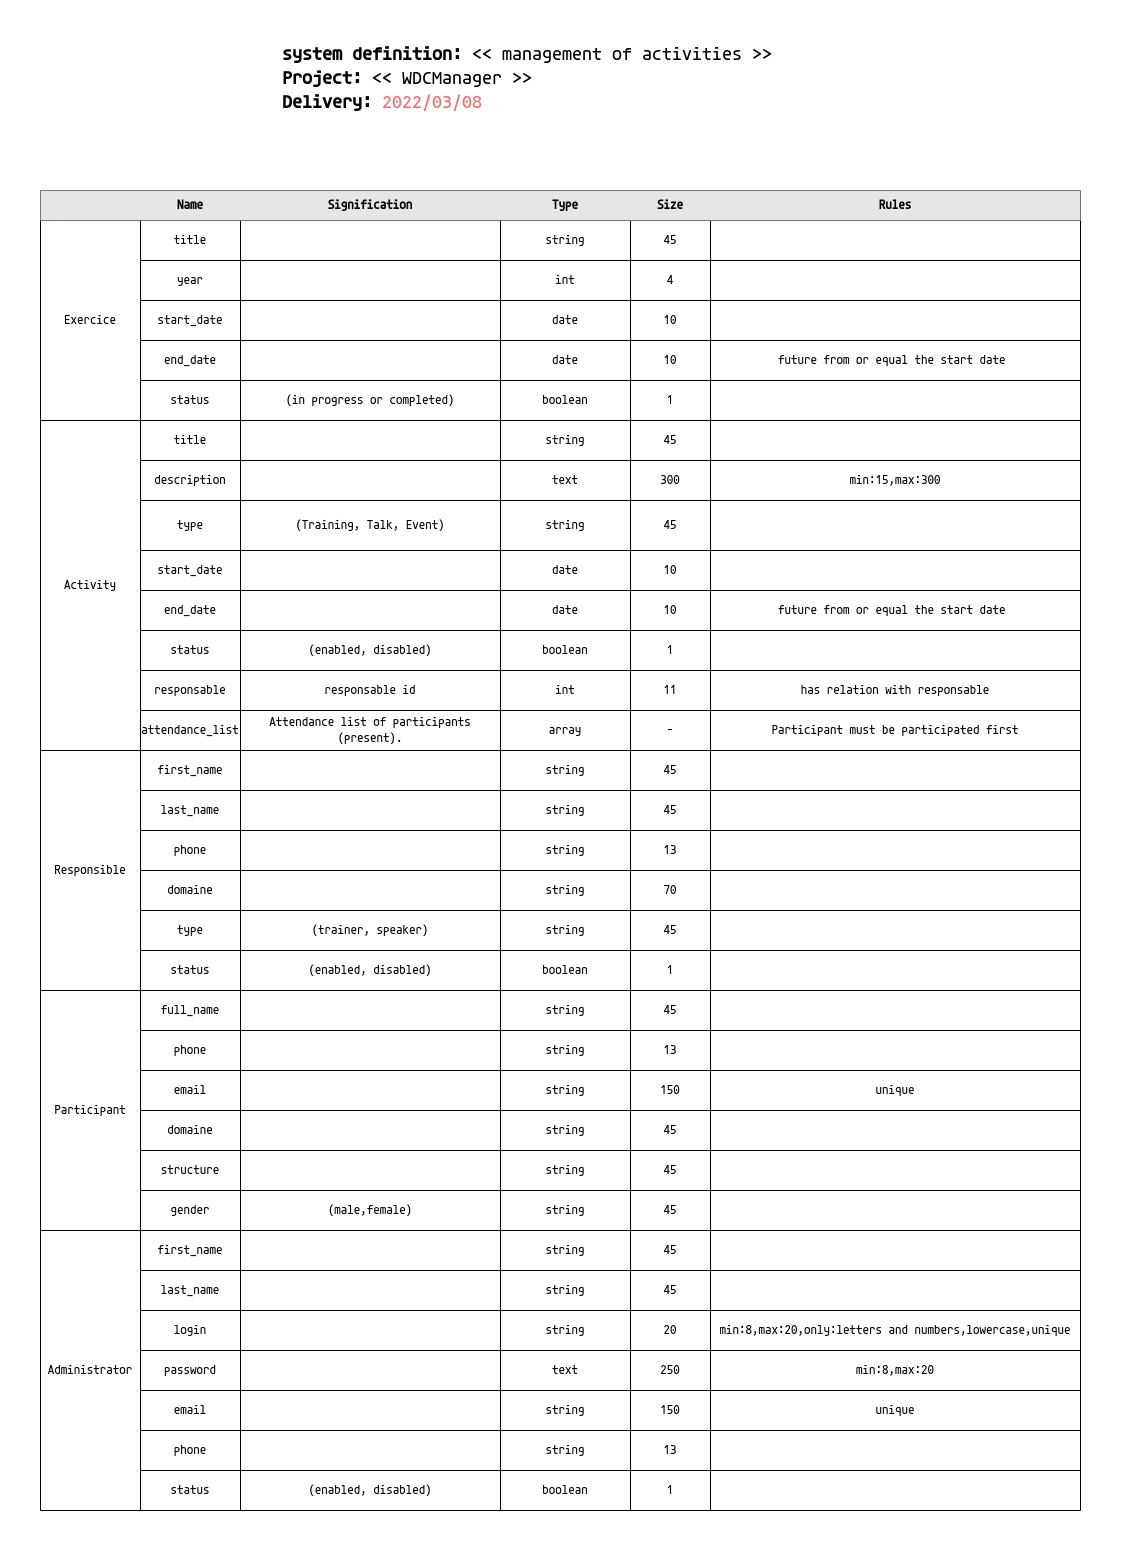 system definition: << management of activities >>
Project: << WDCManager >>
Delivery: 2022/03/08
Name Signification Type Size Rules
Exercice
title string 45
year int 4
start_date date 10
end_date date 10 future from or equal the start date
status (in progress or completed) boolean 1
Activity
title string 45
description text 300 min:15,max:300
type (Training, Talk, Event) string 45
start_date date 10
end_date date 10 future from or equal the start date
status (enabled, disabled) boolean 1
responsable responsable id int 11 has relation with responsable
attendance_list Attendance list of participants
(present). array - Participant must be participated first
Responsible
first_name string 45
last_name string 45
phone string 13
domaine string 70
type (trainer, speaker) string 45
status (enabled, disabled) boolean 1
Participant
full_name string 45
phone string 13
email string 150 unique
domaine string 45
structure string 45
gender (male,female) string 45
Administrator
first_name string 45
last_name string 45
login string 20 min:8,max:20,only:letters and numbers,lowercase,unique
password text 250 min:8,max:20
email string 150 unique
phone string 13
status (enabled, disabled) boolean 1